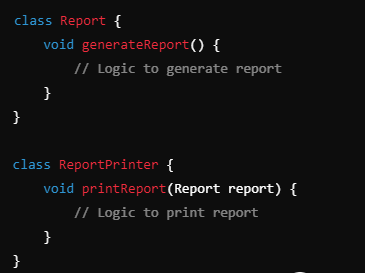 class Report {
    void generateReport() {
        // Logic to generate report
    }
}

class ReportPrinter {
    void printReport(Report report) {
        // Logic to print report
    }
}